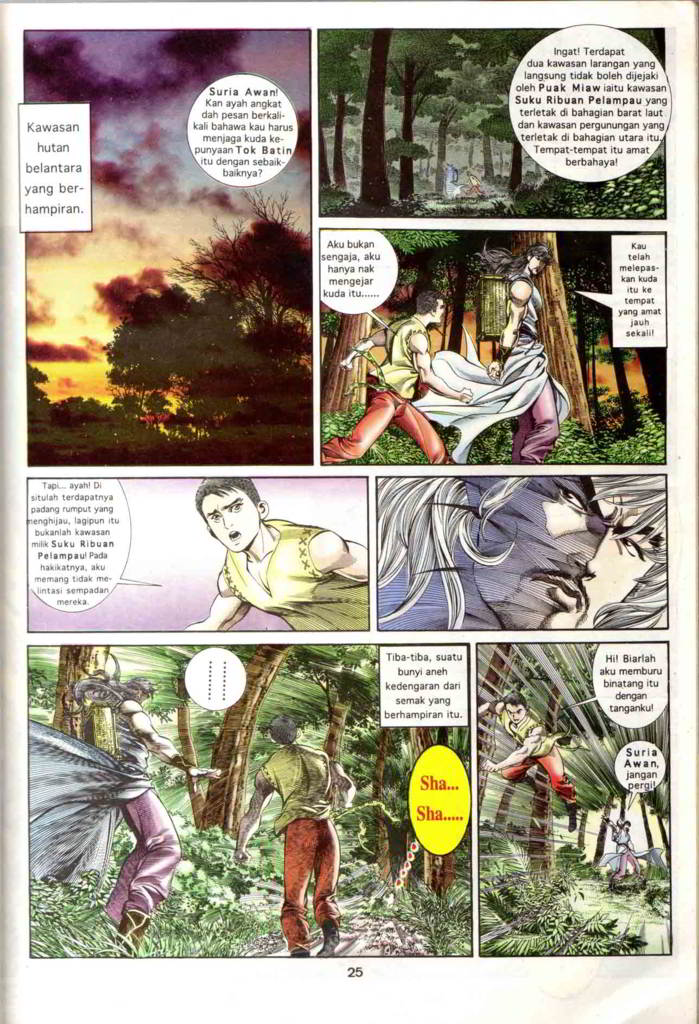 Kawasan
hutan
belantara
yang ber-
hampiran.
Suria Awan!
Kan ayah angkat
dah pesan berkali-
kali bahawa kau harus
menjaga kuda ke-
punyaan Tok Batin
itu dengan sebaik-
baiknya?
Ingat! Terdapat
dua kawasan larangan yang
langsung tidak boleh dijejaki
oleh Puak Miaw iaitu kawasan
Suku Ribuan Pelampau yang
terletak di bahagian barat laut
dan kawasan pergunungan yang
terletak di bahagian utara itu.
Tempat-tempat itu amat
berbahaya!
Aku bukan
sengaja, aku
hanya nak
mengejar
kuda itu......
Kau
telah
melepas-
kan kuda
itu ke
tempat
yang amat
jauh
sekali!
Tapi... ayah! Di
situlah terdapatnya
padang rumput yang
menghijau, lagipun itu
bukanlah kawasan
milik Suku Ribuan
Pelampau! Pada
hakikatnya, aku
memang tidak me-
lintasi sempadan
mereka.
!!
Tiba-tiba, suatu
bunyi aneh
kedengaran dari
semak yang
berhampiran itu.
Sha...
Sha.....
Hi! Biarlah
aku memburu
binatang itu
dengan
tanganku!
Suria
Awan,
jangan
pergi!
25